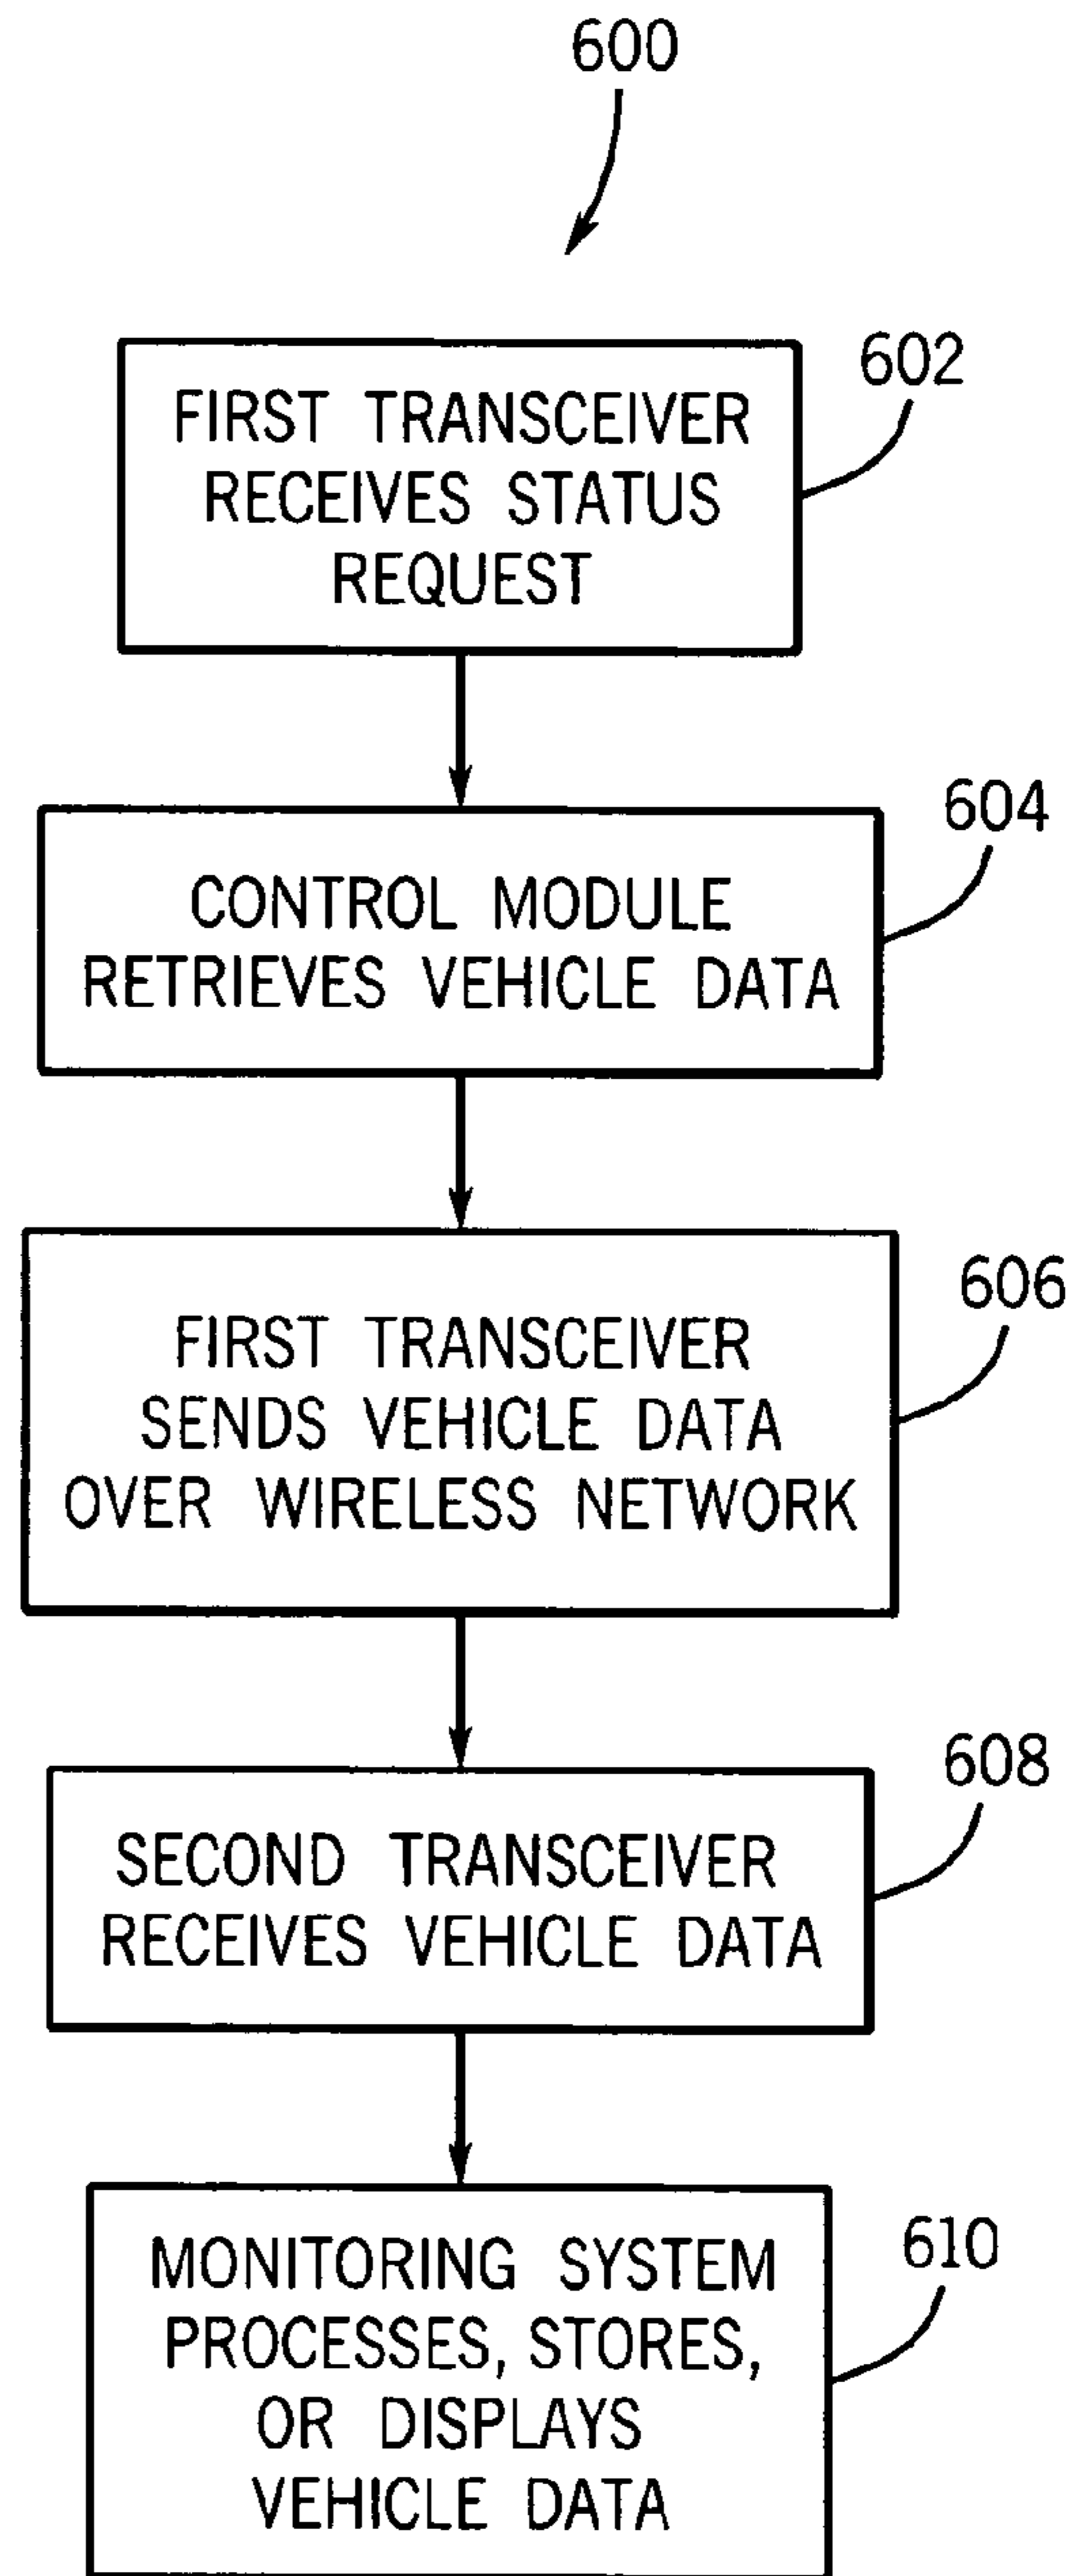 600
602
FIRST TRANSCEIVER
RECEIVES STATUS
REQUEST
604
CONTROL MODULE
RETRIEVES VEHICLE DATA
606
FIRST TRANSCEIVER
SENDS VEHICLE DATA
OVER WIRELESS NETWORK
608
SECOND TRANSCEIVER
RECEIVES VEHICLE DATA
610
MONITORING SYSTEM
PROCESSES, STORES,
OR DISPLAYS
VEHICLE DATA